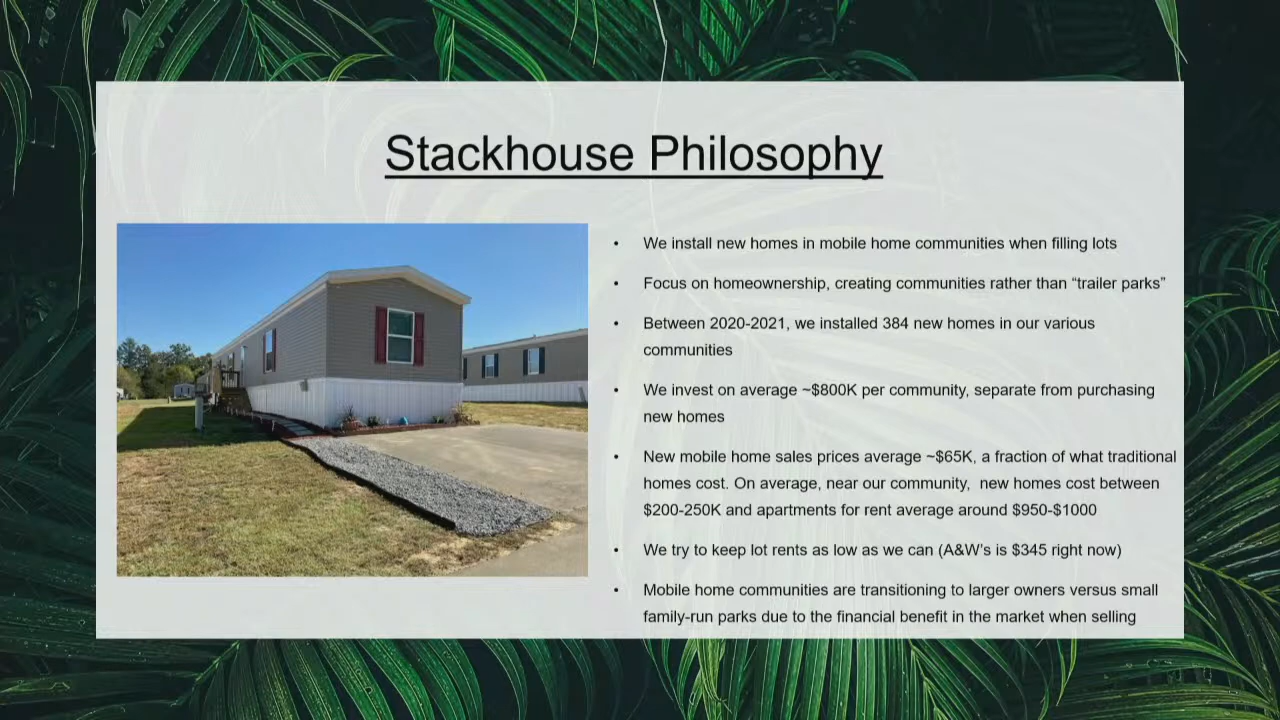 Stackhouse Philosophy
• We install new homes in mobile home communities when filling lots
• Focus on homeownership, creating communities rather than “trailer parks”
• Between 2020-2021, we installed 384 new homes in our various
communities
• We invest on average ~$800K per community, separate from purchasing
new homes
• New mobile home sales prices average ~$65K, a fraction of what traditional
homes cost. On average, near our community,  new homes cost between
$200-250K and apartments for rent average around $950-$1000
• We try to keep lot rents as low as we can (A&W’s is $345 right now)
• Mobile home communities are transitioning to larger owners versus small
family-run parks due to the financial benefit in the market when selling